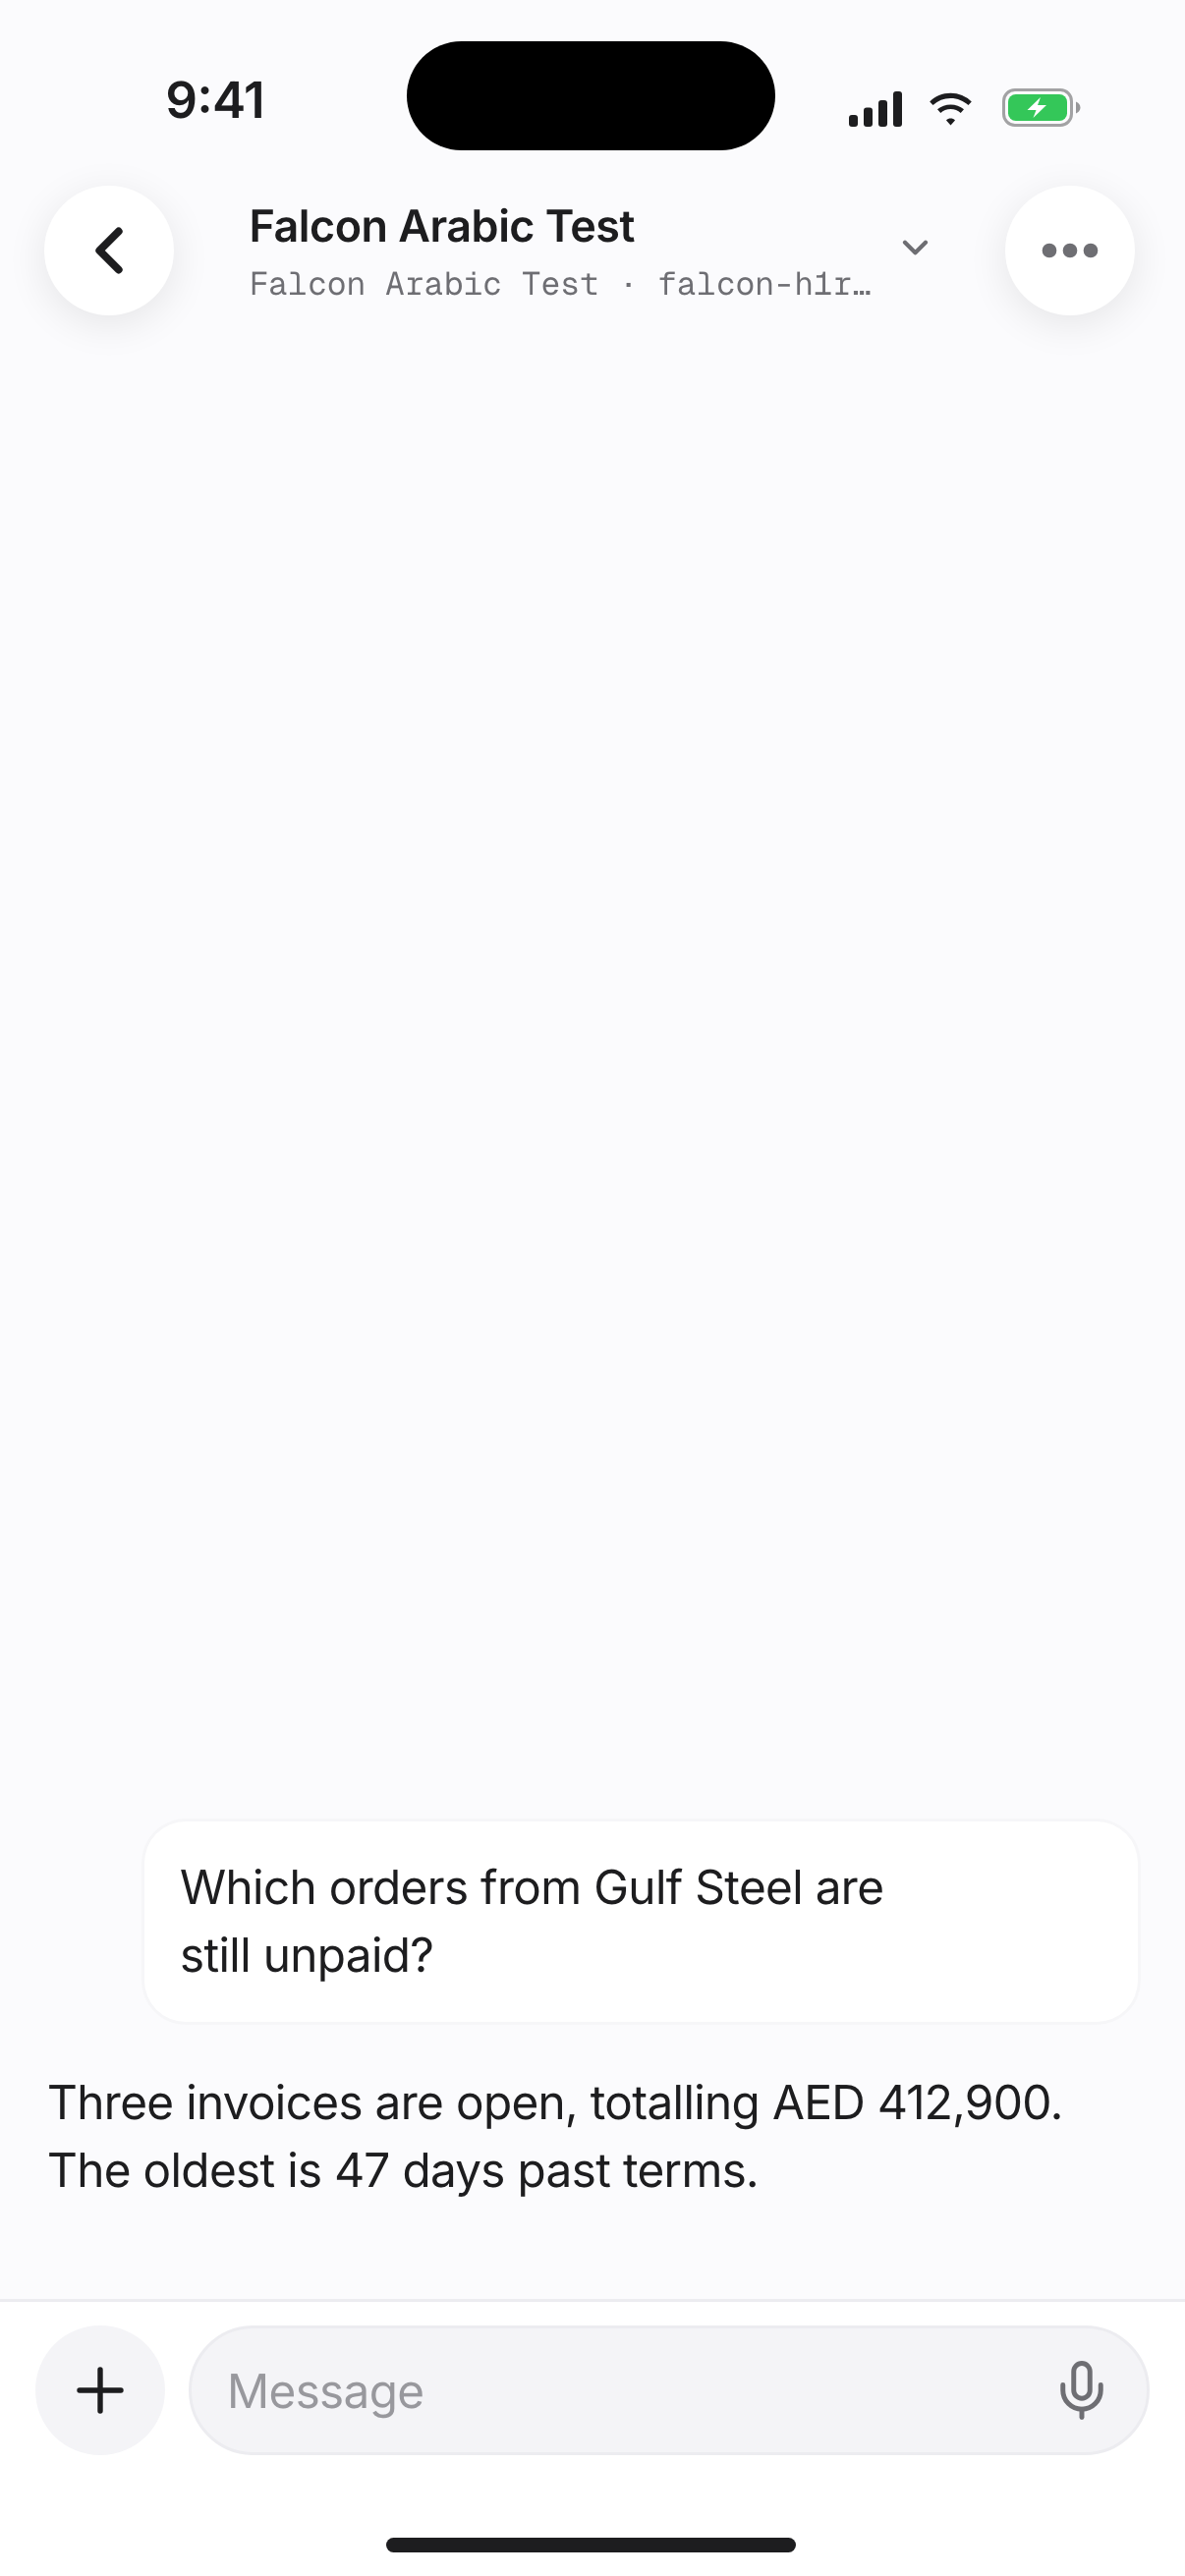 9:41
Falcon Arabic Test
Falcon Arabic Test · falcon-h1r…
Which orders from Gulf Steel are
still unpaid?
Three invoices are open, totalling AED 412,900.
The oldest is 47 days past terms.
Message